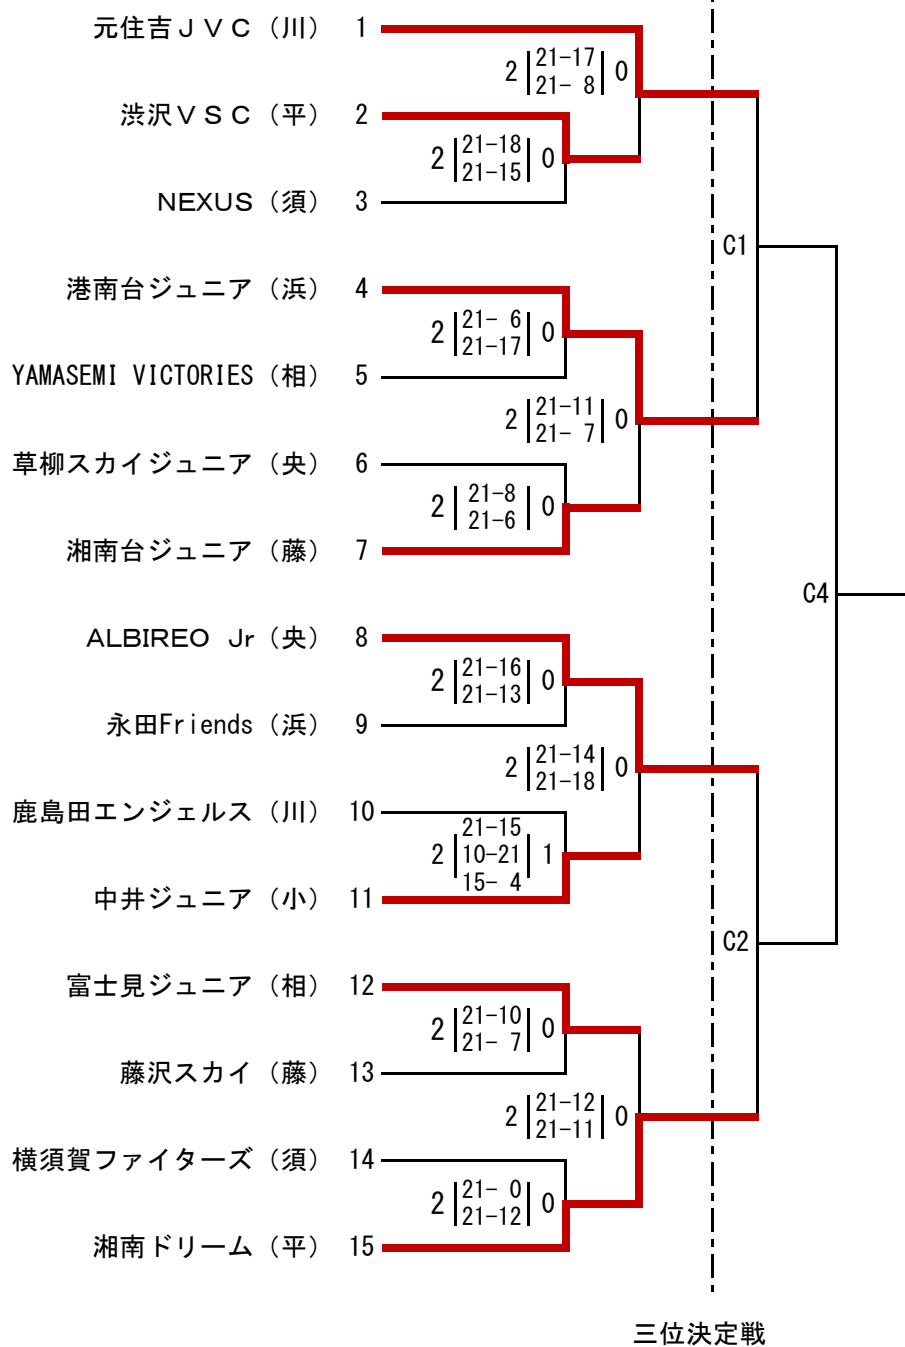 元住吉ＪＶＣ（川） 1
2 21-17 0
21- 8
渋沢ＶＳＣ（平） 2
2 21-18 0
21-15
NEXUS（須） 3
C1
港南台ジュニア（浜） 4
2 21- 6 0
21-17
YAMASEMI VICTORIES（相） 5
2 21-11 0
21- 7
草柳スカイジュニア（央） 6
2 21-8 0
21-6
湘南台ジュニア（藤） 7
C4
ALBIREO Jr（央） 8
2 21-16 0
21-13
永田Friends（浜） 9
2 21-14 0
21-18
鹿島田エンジェルス（川） 10
21-15
2 10-21 1
15- 4
中井ジュニア（小） 11
C2
富士見ジュニア（相） 12
2 21-10 0
21- 7
藤沢スカイ（藤） 13
2 21-12 0
21-11
横須賀ファイターズ（須） 14
2 21- 0 0
21-12
湘南ドリーム（平） 15
三位決定戦